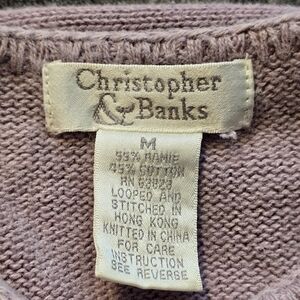 Christopher
& Banks
M
55% RAMIE
45% COTTON
RN 63823
LOOPED AND
STITCHED IN
HONG KONG
KNITTED IN CHINA
FOR CARE
INSTRUCTION
SEE REVERSE